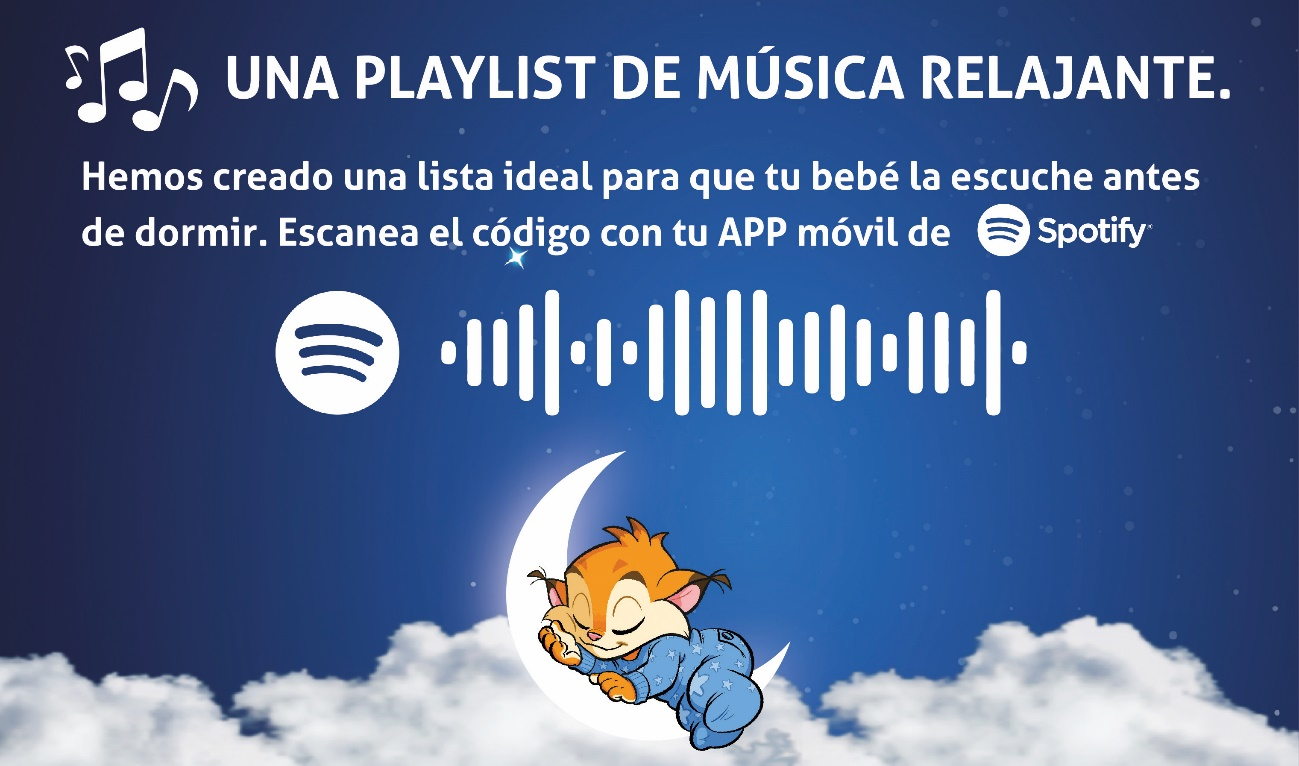 UNA PLAYLIST DE MÚSICA RELAJANTE.
Hemos creado una lista ideal para que tu bebé la escuche antes
de dormir. Escanea el código con tu APP móvil de Spotify